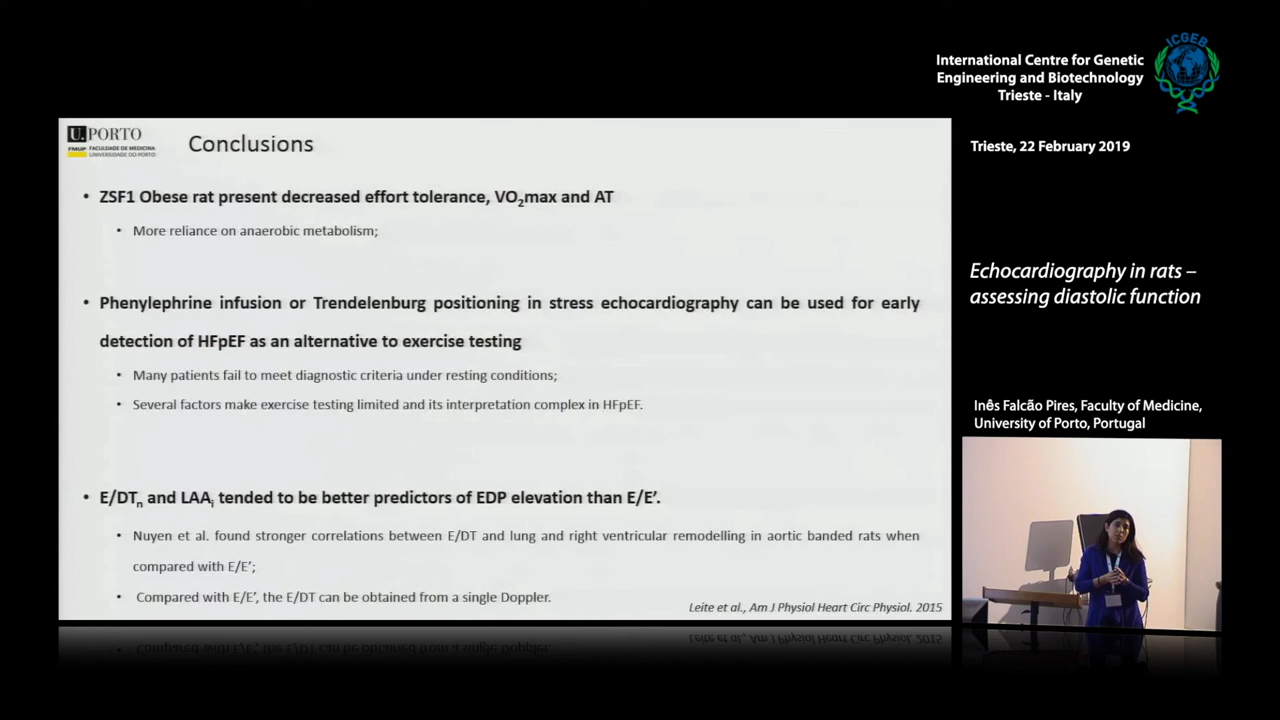 International Centre for Genetic
Engineering and Biotechnology
Trieste - Italy
ICGEB
Trieste, 22 February 2019
Echocardiography in rats –
assessing diastolic function
Inês Falcão Pires, Faculty of Medicine,
University of Porto, Portugal
U.PORTO
FMUP FACULDADE DE MEDICINA
UNIVERSIDADE DO PORTO
Conclusions
• ZSF1 Obese rat present decreased effort tolerance, VO2max and AT
• More reliance on anaerobic metabolism;
• Phenylephrine infusion or Trendelenburg positioning in stress echocardiography can be used for early
detection of HFpEF as an alternative to exercise testing
• Many patients fail to meet diagnostic criteria under resting conditions;
• Several factors make exercise testing limited and its interpretation complex in HFpEF.
• E/DTn and LAAi tended to be better predictors of EDP elevation than E/E’.
• Nuyen et al. found stronger correlations between E/DT and lung and right ventricular remodelling in aortic banded rats when
compared with E/E’;
• Compared with E/E’, the E/DT can be obtained from a single Doppler.
Leite et al., Am J Physiol Heart Circ Physiol. 2015